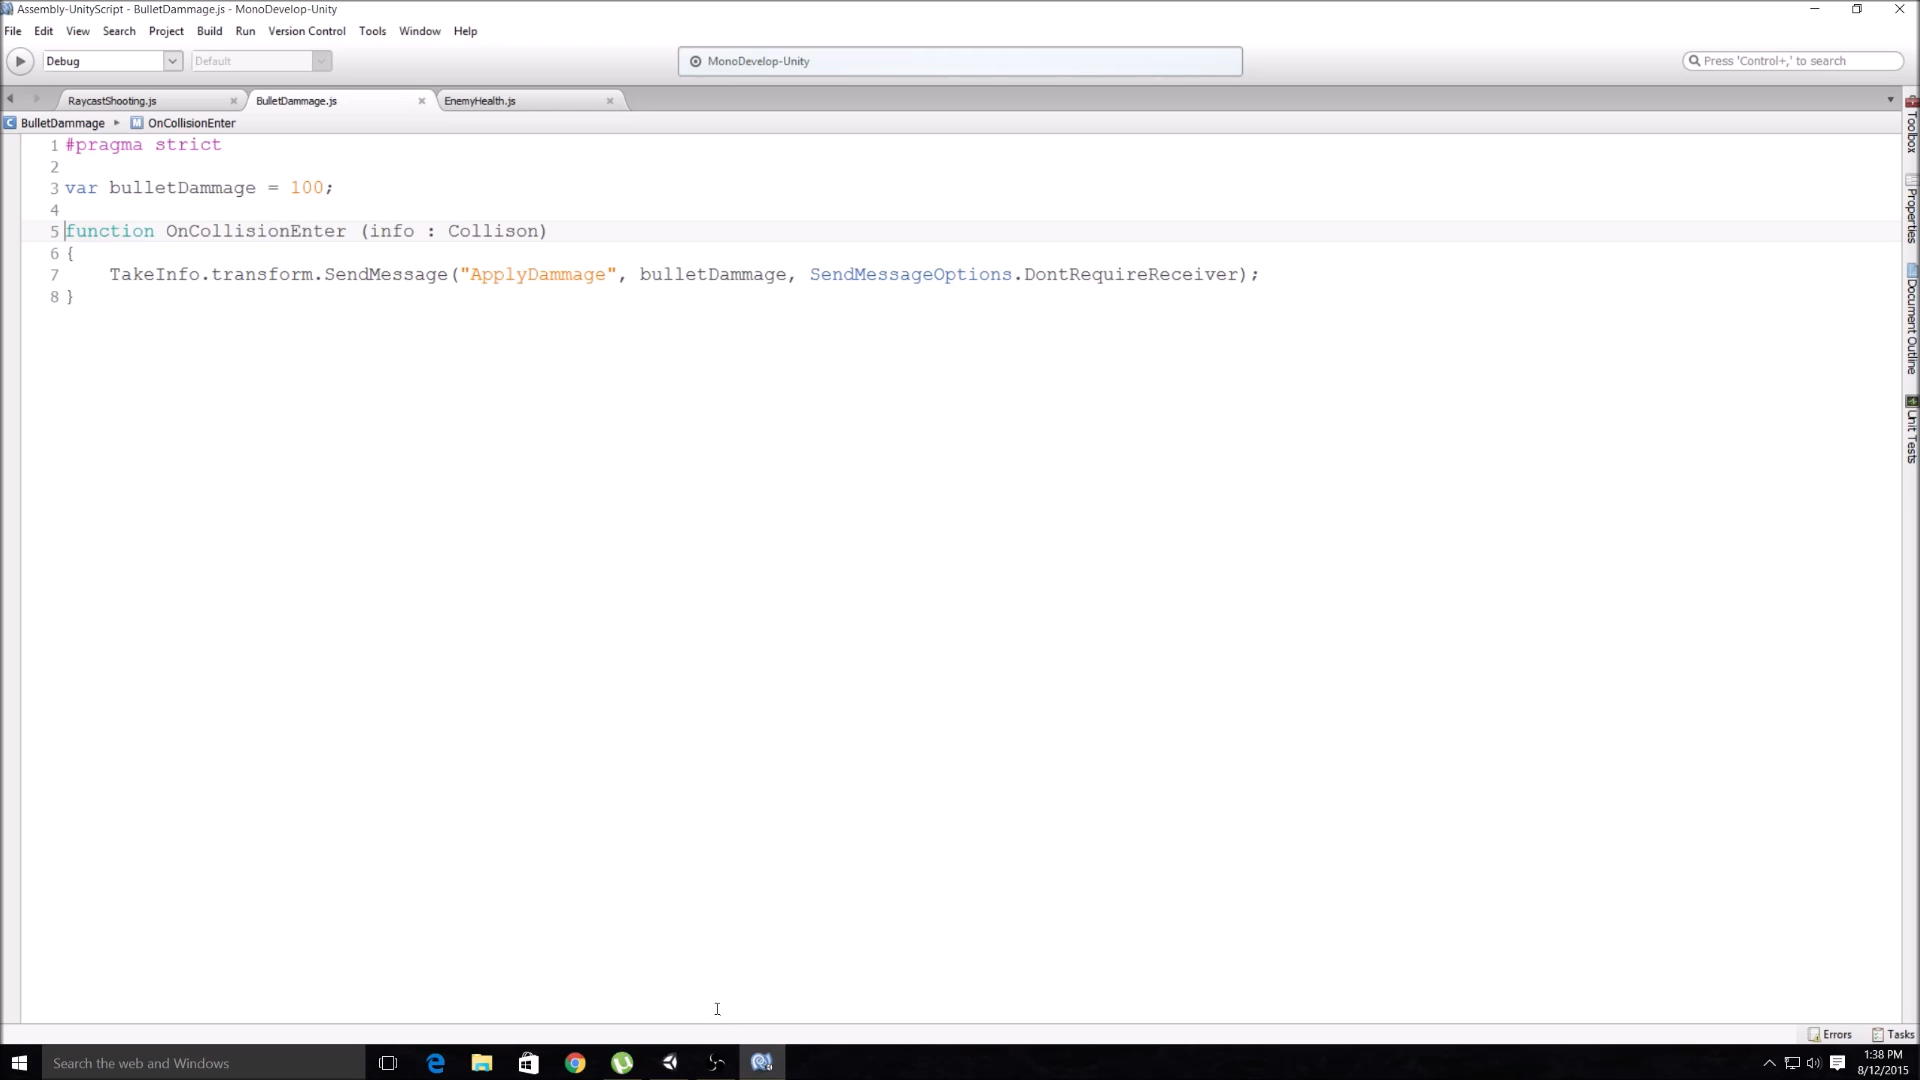 Assembly-UnityScript - BulletDammage.js - MonoDevelop-Unity
File Edit View Search Project Build Run Version Control Tools Window Help
Debug Default MonoDevelop-Unity Press 'Control+,' to search
RaycastShooting.js BulletDammage.js EnemyHealth.js
BulletDammage OnCollisionEnter
1 #pragma strict
2
3 var bulletDammage = 100;
4
5 function OnCollisionEnter (info : Collison)
6 {
7 TakeInfo.transform.SendMessage("ApplyDammage", bulletDammage, SendMessageOptions.DontRequireReceiver);
8 }
Toolbox
Properties
Document Outline
Unit Tests
Errors Tasks
Search the web and Windows
1:38 PM
8/12/2015